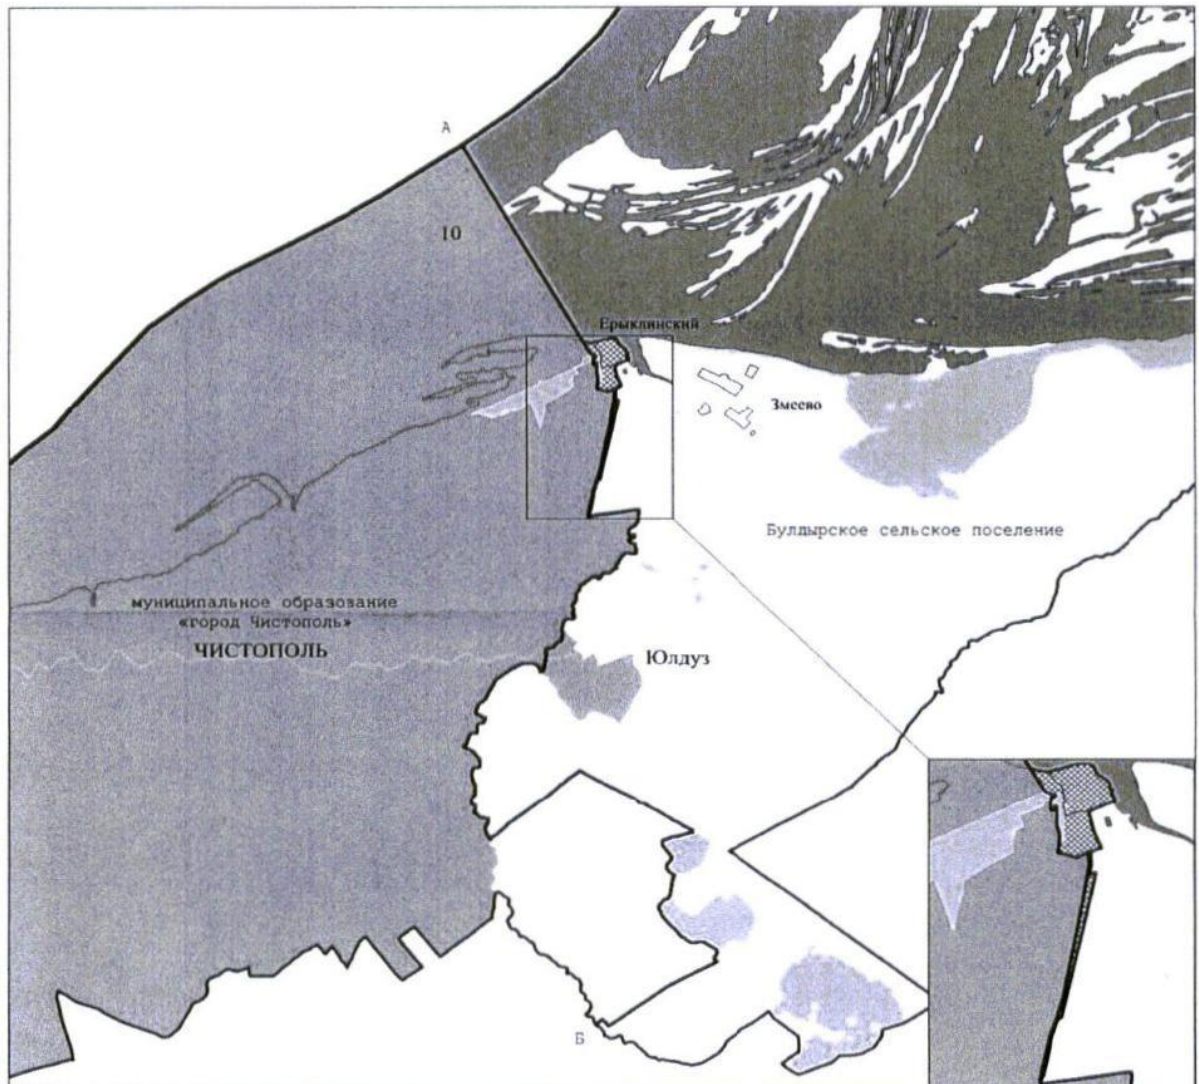 А
10
Ерыклинский
Змеево
Булдырское сельское поселение
муниципальное образование
«город Чистополь»
ЧИСТОПОЛЬ
Юлдуз
Б